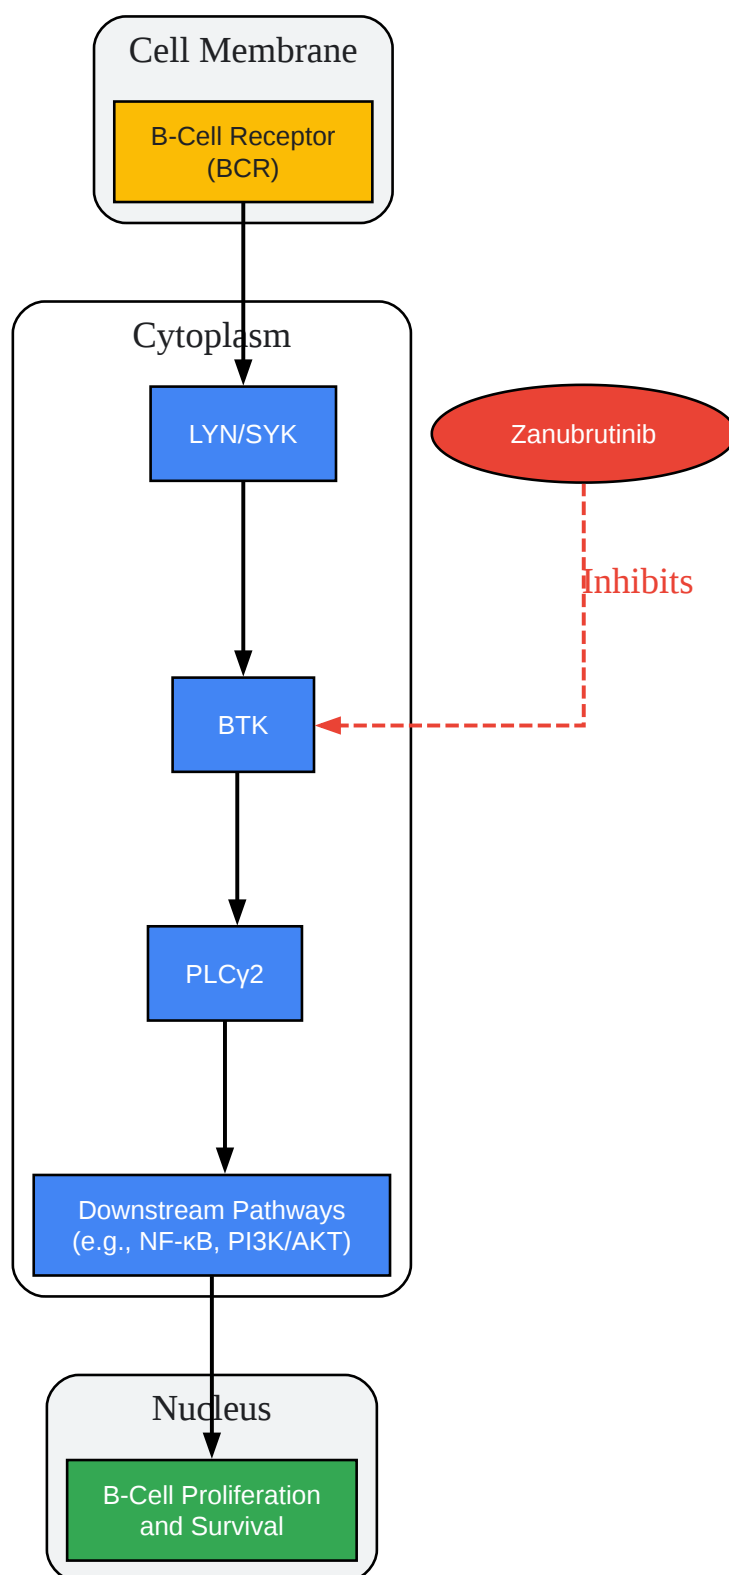 Cell Membrane
B-Cell Receptor
(BCR)
Cytoplasm
LYN/SYK
Zanubrutinib
Inhibits
BTK
PLCγ2
Downstream Pathways
(e.g., NF-κB, PI3K/AKT)
Nucleus
B-Cell Proliferation
and Survival